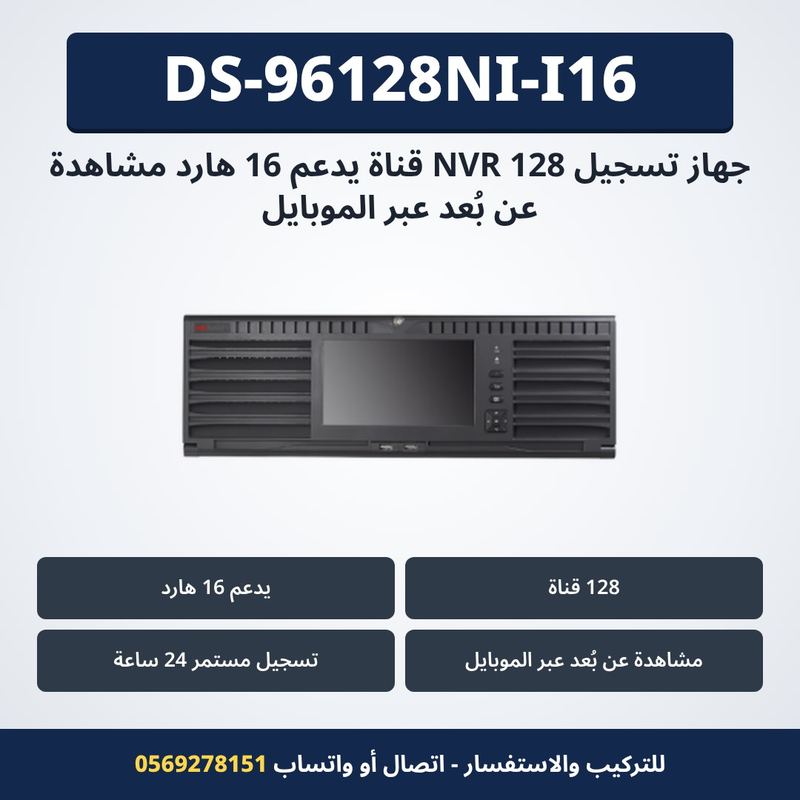 DS-96128NI-I16
جهاز تسجيل NVR 128 قناة يدعم 16 هارد مشاهدة
عن بُعد عبر الموبايل
128 قناة
يدعم 16 هارد
مشاهدة عن بُعد عبر الموبايل
تسجيل مستمر 24 ساعة
للتركيب والاستفسار - اتصال أو واتساب 0569278151